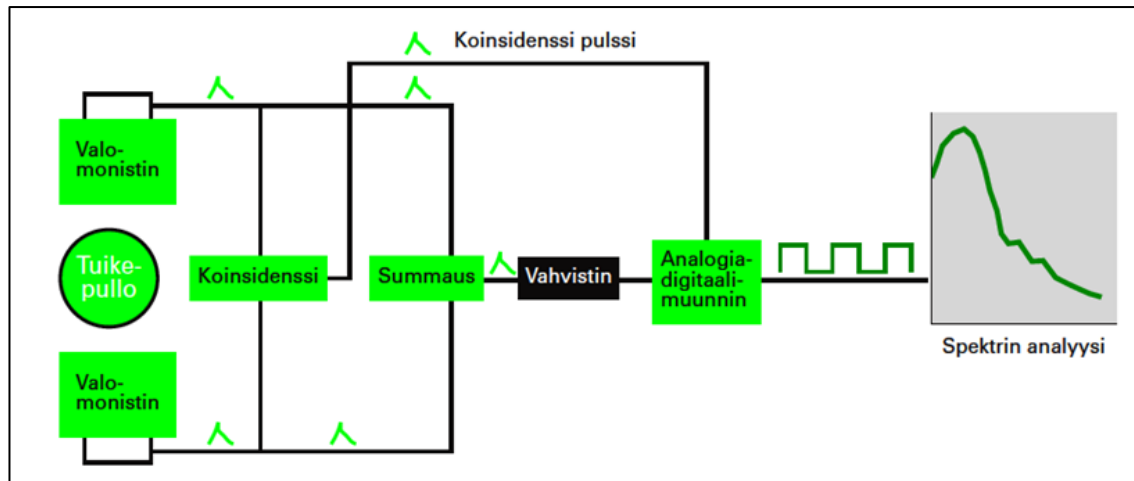 Koinsidenssi pulssi
Valo-
monistin
Tuike-
pullo
Koinsidenssi
Summaus
Vahvistin
Analogia-
digitaali-
muunnin
Spektrin analyysi
Valo-
monistin